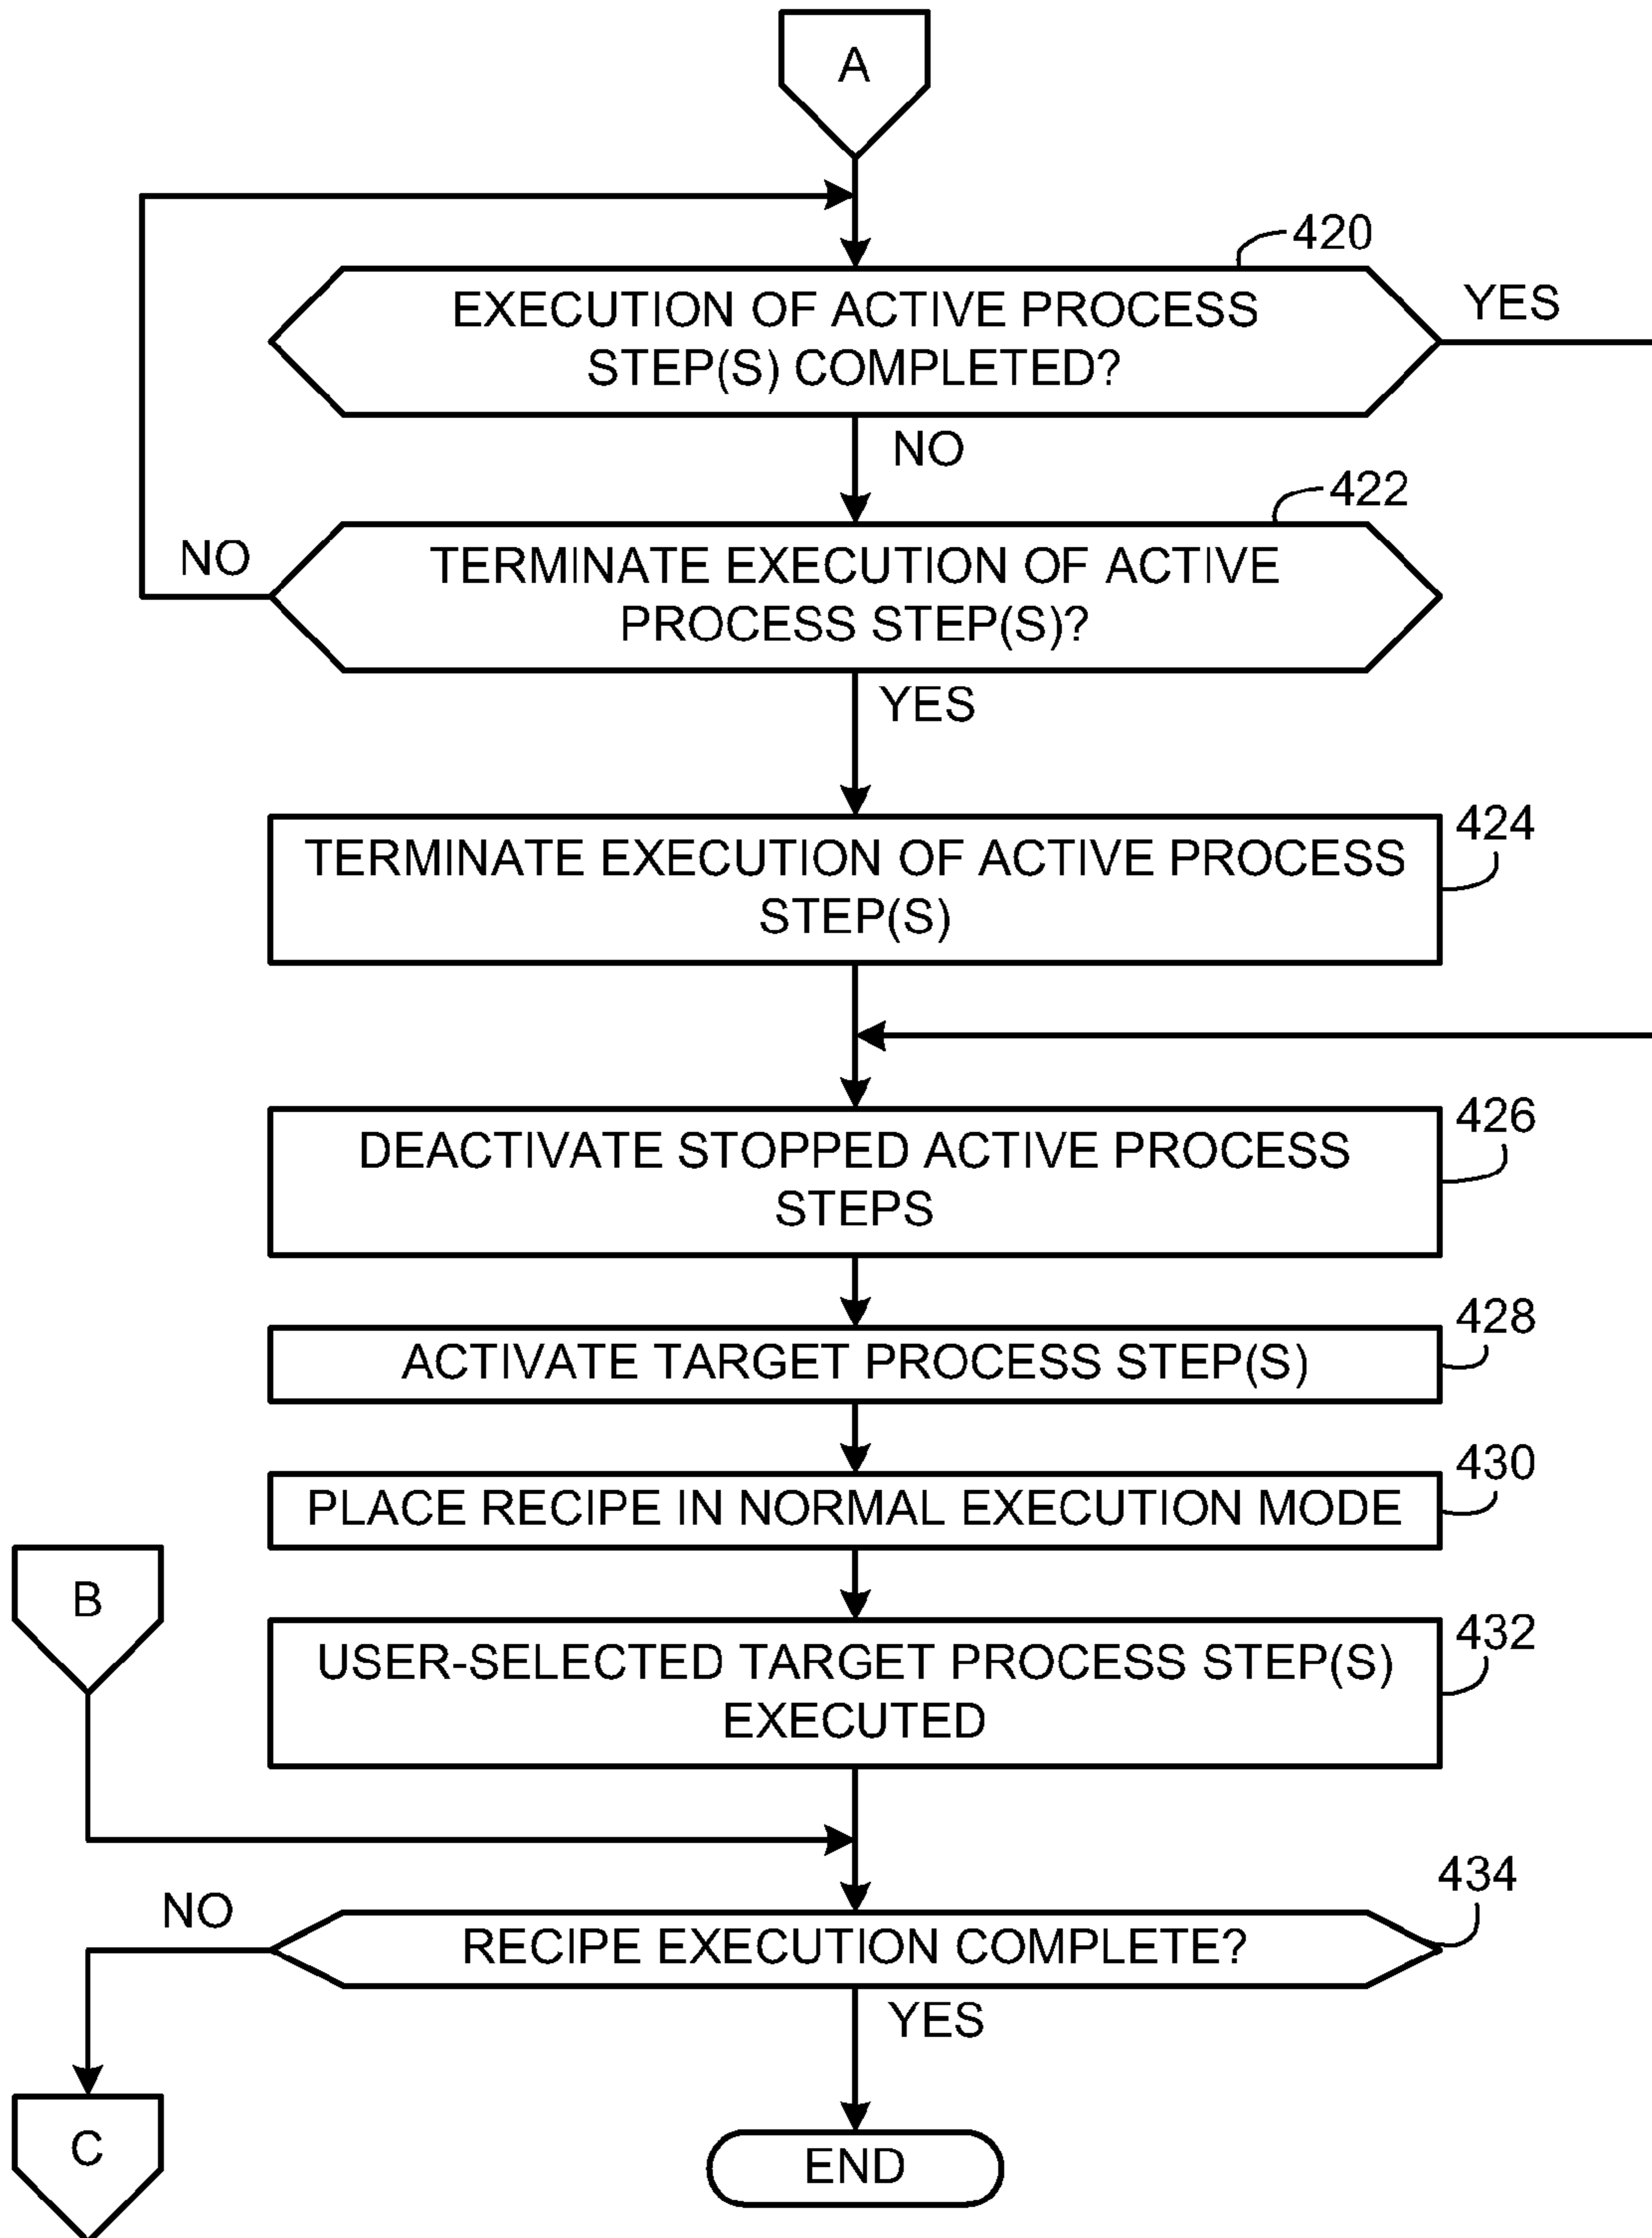 A
420
EXECUTION OF ACTIVE PROCESS
STEP(S) COMPLETED?
YES
NO
422
TERMINATE EXECUTION OF ACTIVE
PROCESS STEP(S)?
NO
YES
424
TERMINATE EXECUTION OF ACTIVE PROCESS
STEP(S)
426
DEACTIVATE STOPPED ACTIVE PROCESS
STEPS
428
ACTIVATE TARGET PROCESS STEP(S)
430
PLACE RECIPE IN NORMAL EXECUTION MODE
B
432
USER-SELECTED TARGET PROCESS STEP(S)
EXECUTED
434
NO
RECIPE EXECUTION COMPLETE?
YES
C
END